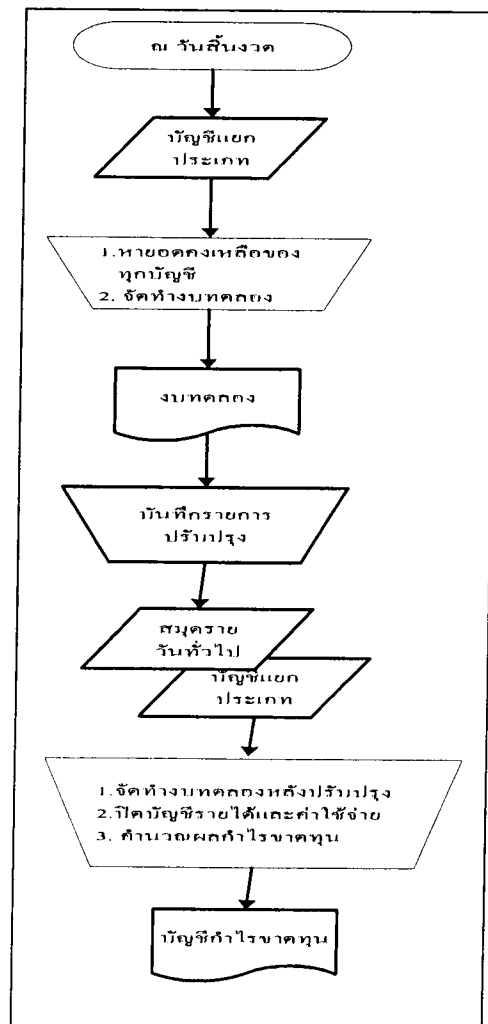 ณ วันสิ้นงวด
บัญชีแยก
ประเภท
1.หายอดคงเหลือของ
ทุกบัญชี
2. จัดทำงบทดลอง
งบทดลอง
บันทึกรายการ
ปรับปรุง
สมุดราย
วันทั่วไป
บัญชีแยก
ประเภท
1.จัดทำงบทดลองหลังปรับปรุง
2.ปิดบัญชีรายได้และค่าใช้จ่าย
3. คำนวณผลกำไรขาดทุน
บัญชีกำไรขาดทุน